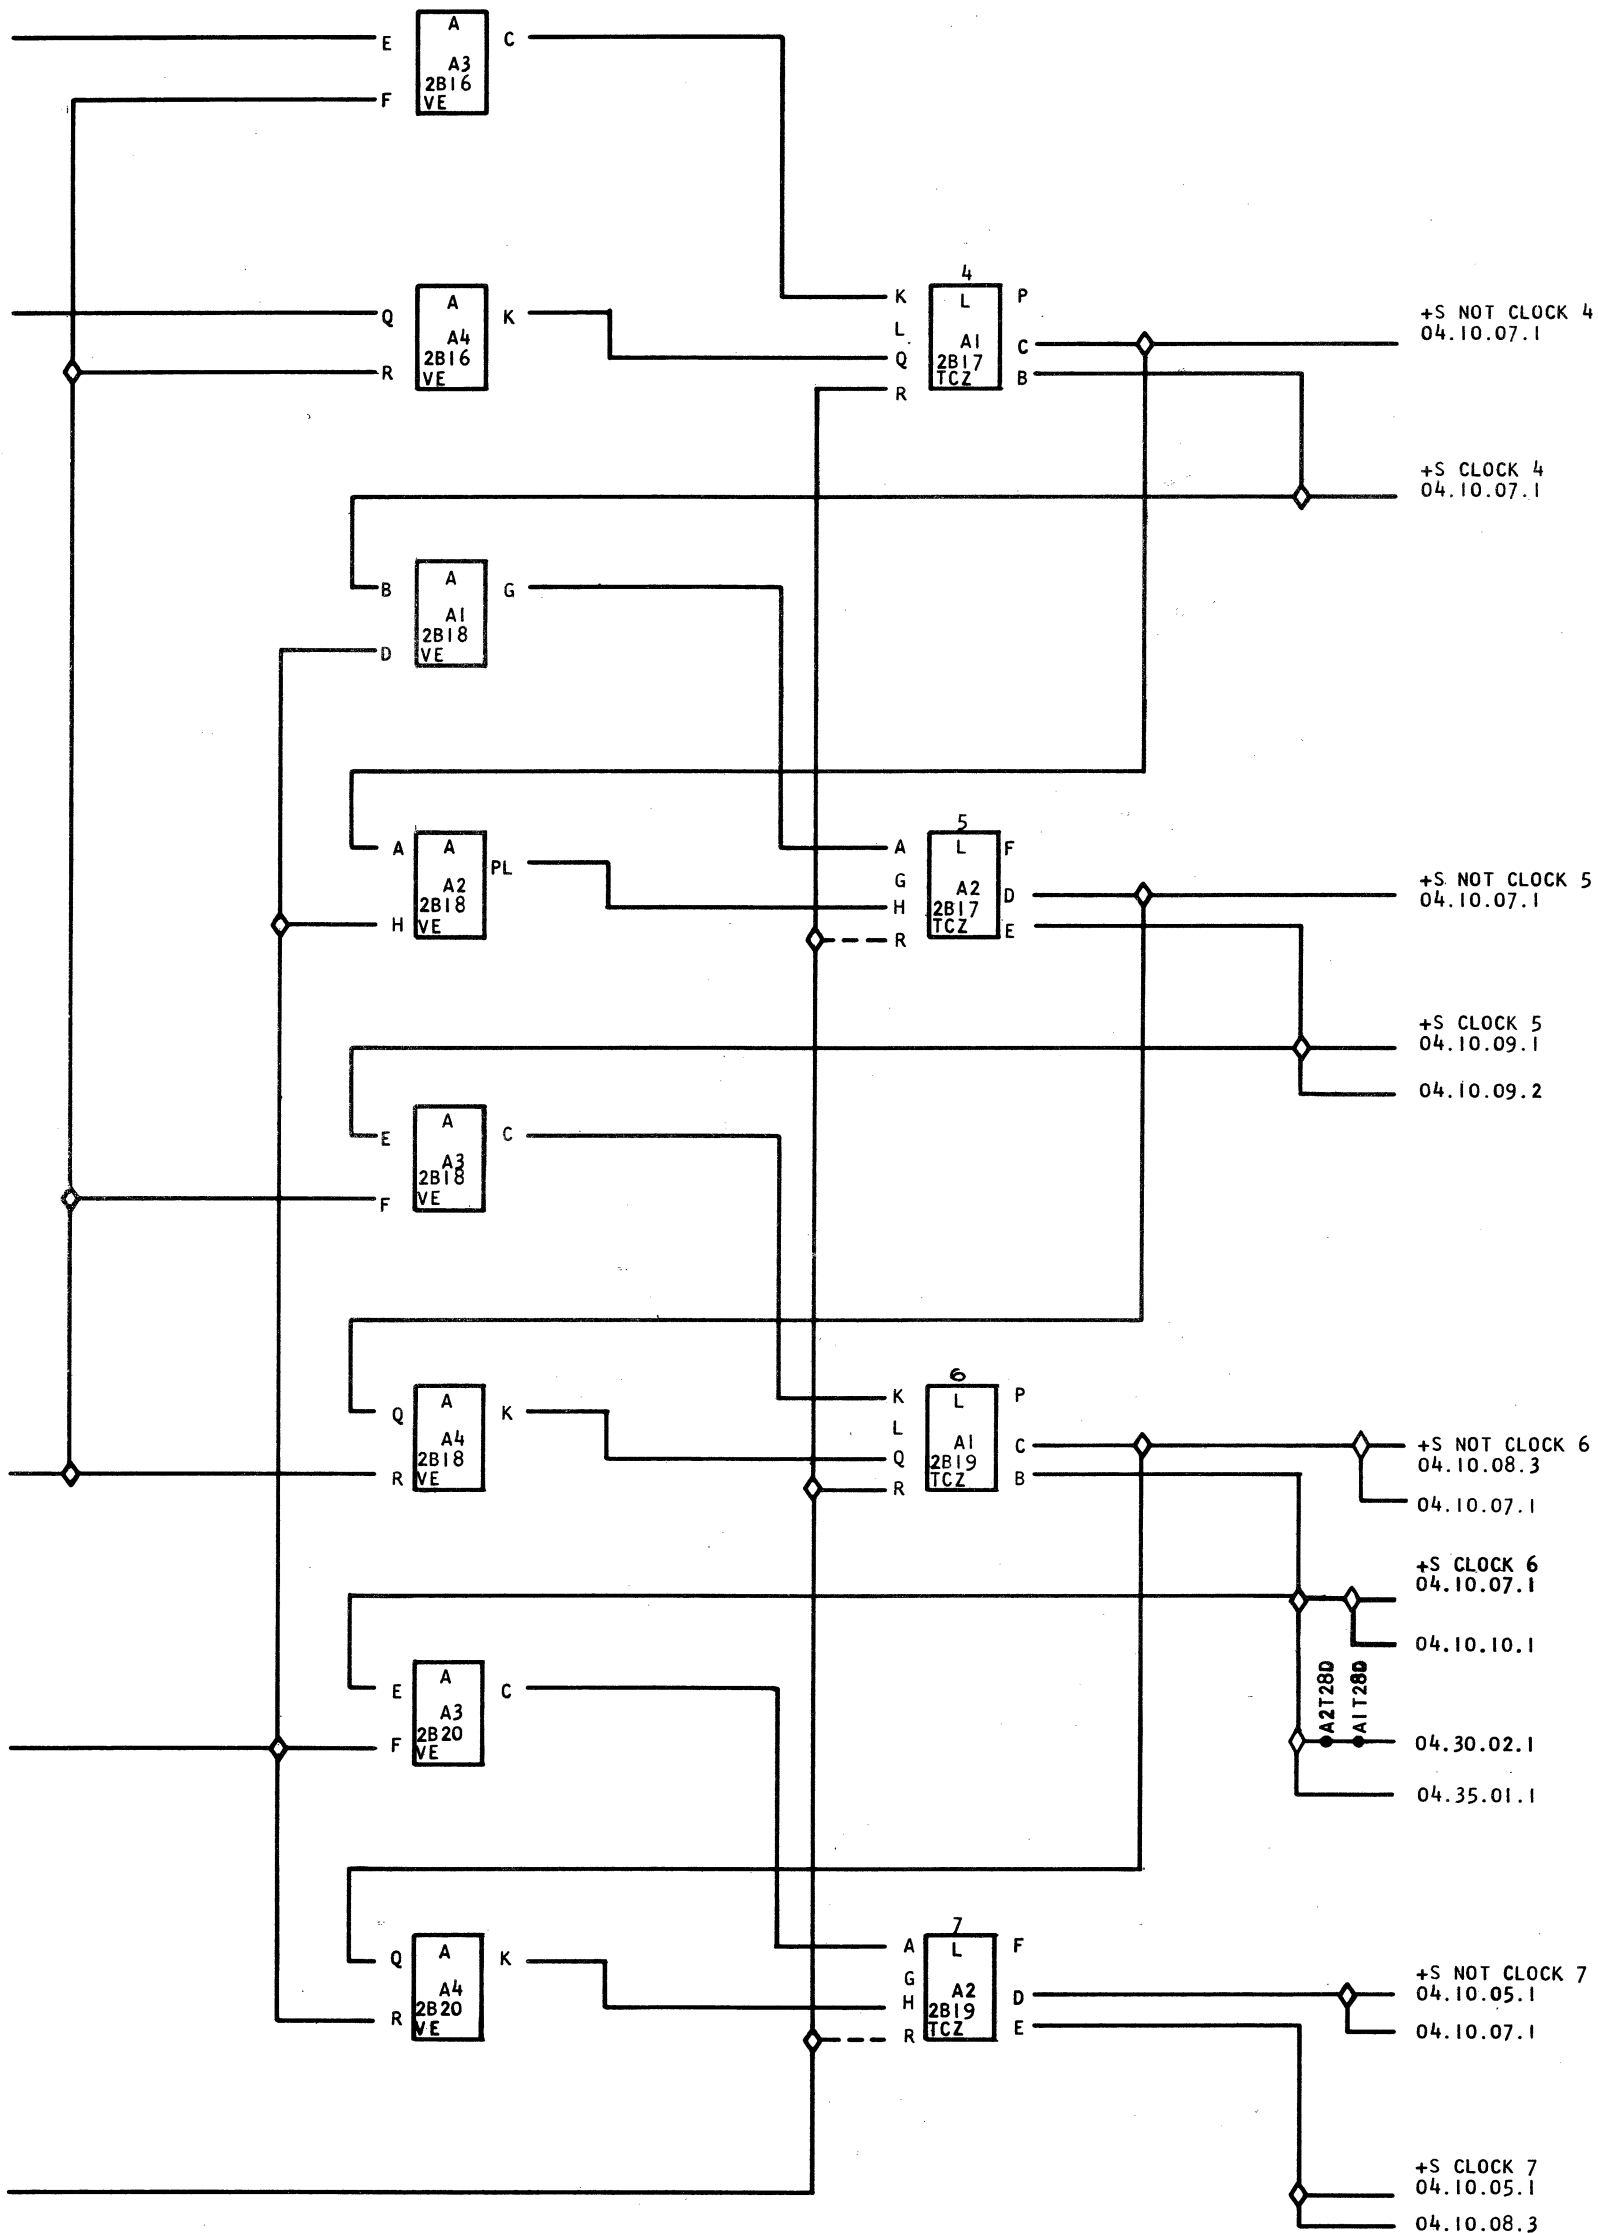 A
E C
A3
2B16
F VE
4
A K L P
Q K +S NOT CLOCK 4
A4 L A1 C 04.10.07.1
2B16 Q 2B17
R VE TCZ B
R
+S CLOCK 4
04.10.07.1
A
B G
A1
2B18
D VE
5
A A A L F
PL
A2 G A2 D +S NOT CLOCK 5
2B18 H 2B17 04.10.07.1
H VE TCZ E
R
+S CLOCK 5
04.10.09.1
04.10.09.2
A
E C
A3
2B18
F VE
6
A K L P
Q K
A4 L A1 C +S NOT CLOCK 6
2B18 Q 2B19 04.10.08.3
R VE R TCZ B
04.10.07.1
+S CLOCK 6
04.10.07.1
04.10.10.1
A
E C A2T28D A1T28D
A3
2B20
F VE 04.30.02.1
04.35.01.1
7
A A L F
Q K +S NOT CLOCK 7
A4 G A2 D 04.10.05.1
2B20 H 2B19
R VE R TCZ E 04.10.07.1
+S CLOCK 7
04.10.05.1
04.10.08.3